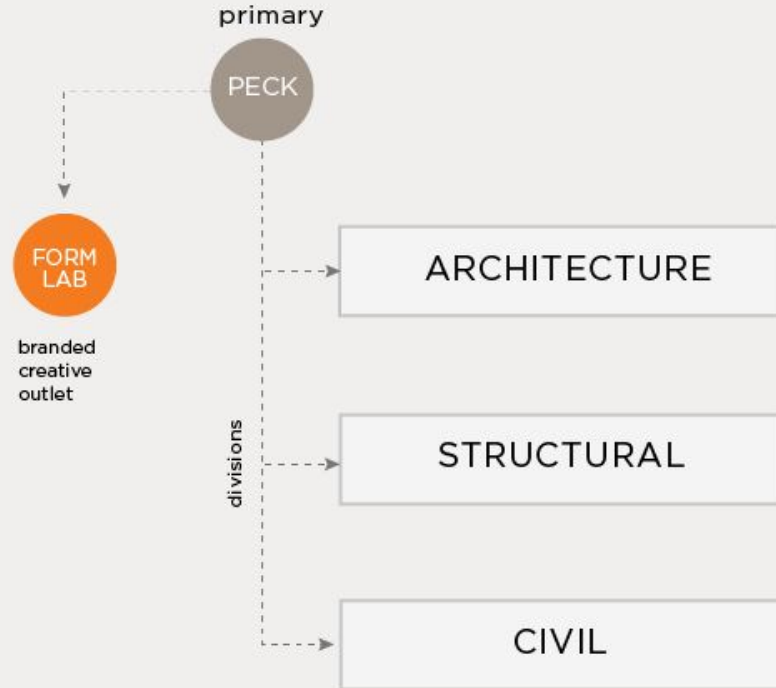 primary
PECK
FORM
LAB
branded
creative
outlet
divisions
ARCHITECTURE
STRUCTURAL
CIVIL